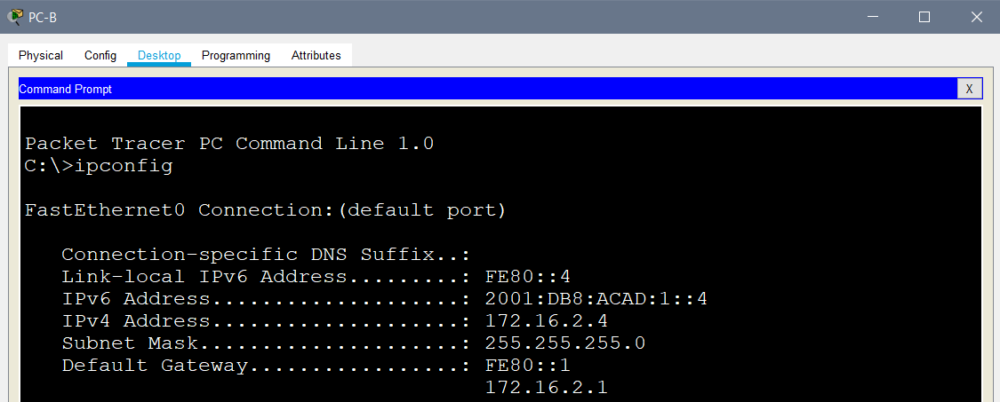 PC-B
Physical Config Desktop Programming Attributes
Command Prompt X
Packet Tracer PC Command Line 1.0
C:\>ipconfig
FastEthernet0 Connection:(default port)
Connection-specific DNS Suffix..:
Link-local IPv6 Address.........: FE80::4
IPv6 Address....................: 2001:DB8:ACAD:1::4
IPv4 Address....................: 172.16.2.4
Subnet Mask.....................: 255.255.255.0
Default Gateway.................: FE80::1
172.16.2.1